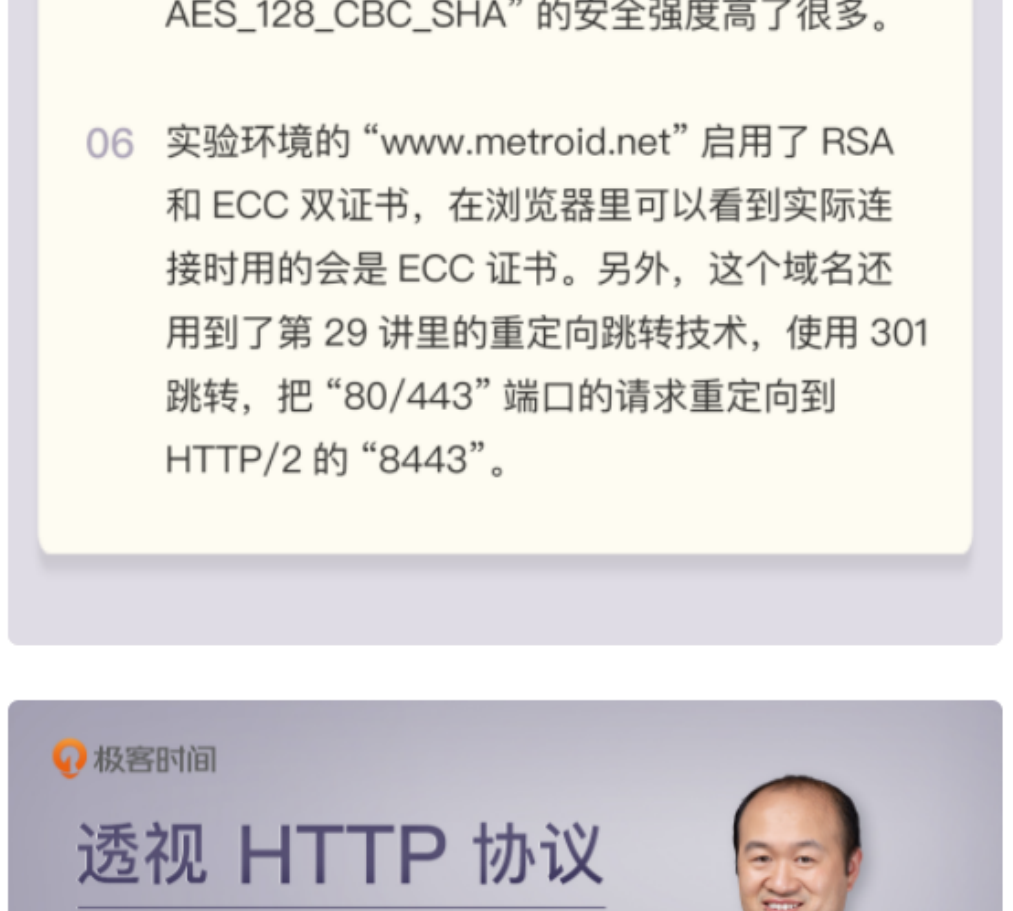 AES_128_CBC_SHA” 的安全强度高了很多。
06 实验环境的 “www.metroid.net” 启用了 RSA
和 ECC 双证书，在浏览器里可以看到实际连
接时用的会是 ECC 证书。另外，这个域名还
用到了第 29 讲里的重定向跳转技术，使用 301
跳转，把 “80/443” 端口的请求重定向到
HTTP/2 的 “8443”。
极客时间
透视 HTTP 协议